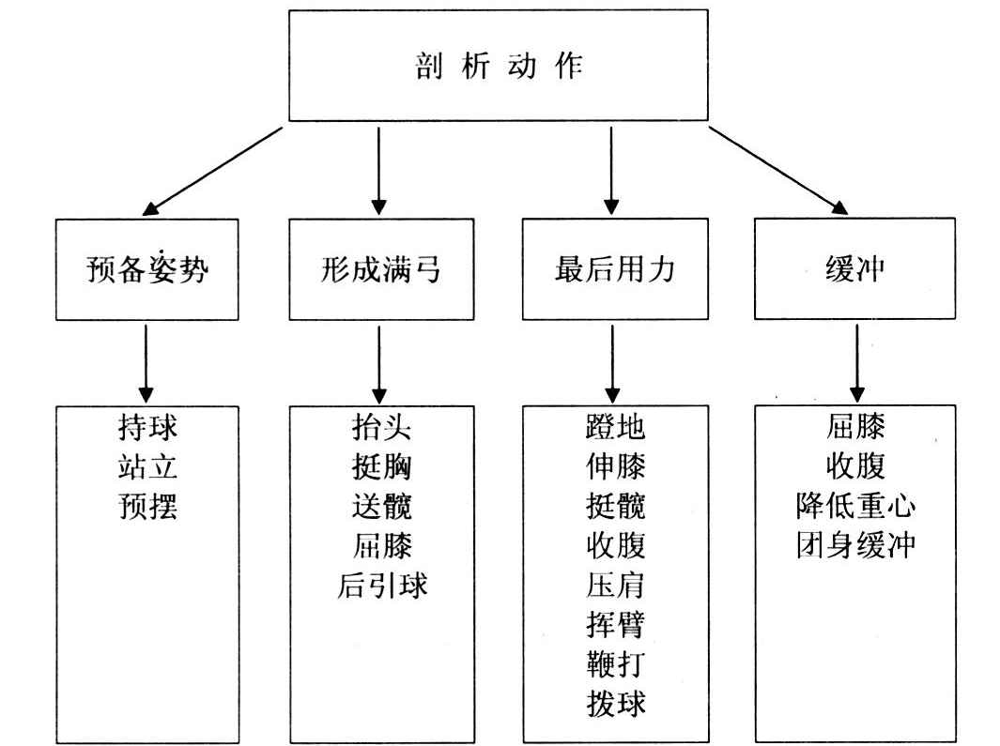 剖析动作
预备姿势
形成满弓
最后用力
缓冲
持球
站立
预摆
抬头
挺胸
送髋
屈膝
后引球
蹬地
伸膝
挺髋
收腹
压肩
挥臂
鞭打
拨球
屈膝
收腹
降低重心
团身缓冲